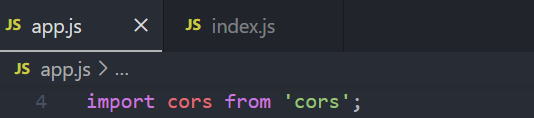 JS app.js × JS index.js
JS app.js > ...
4 import cors from 'cors';